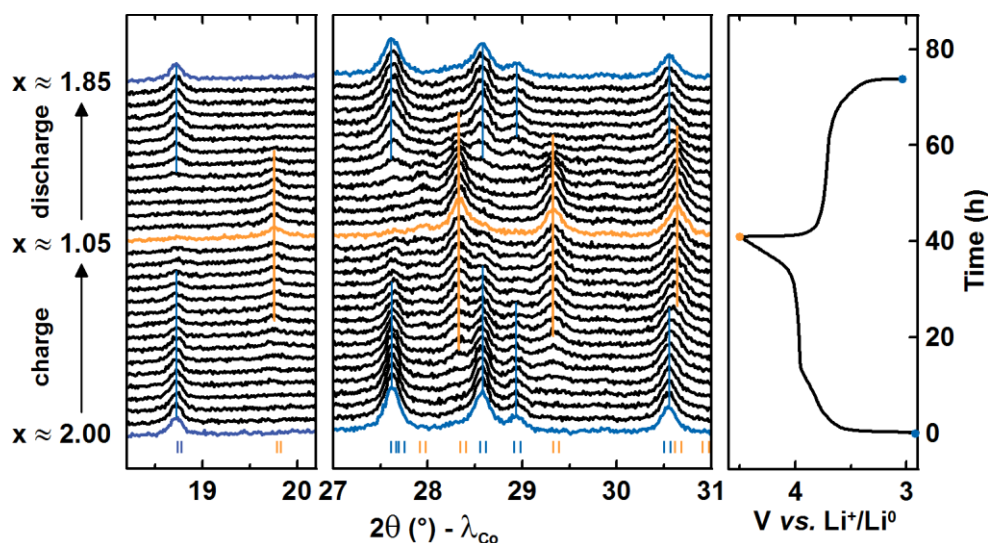 x ≈ 1.85
discharge
x ≈ 1.05
charge
x ≈ 2.00
19 20
27 28 29 30 31
2θ (°) - λCo
80
60
40
20
0
Time (h)
4 3
V vs. Li⁺/Li⁰